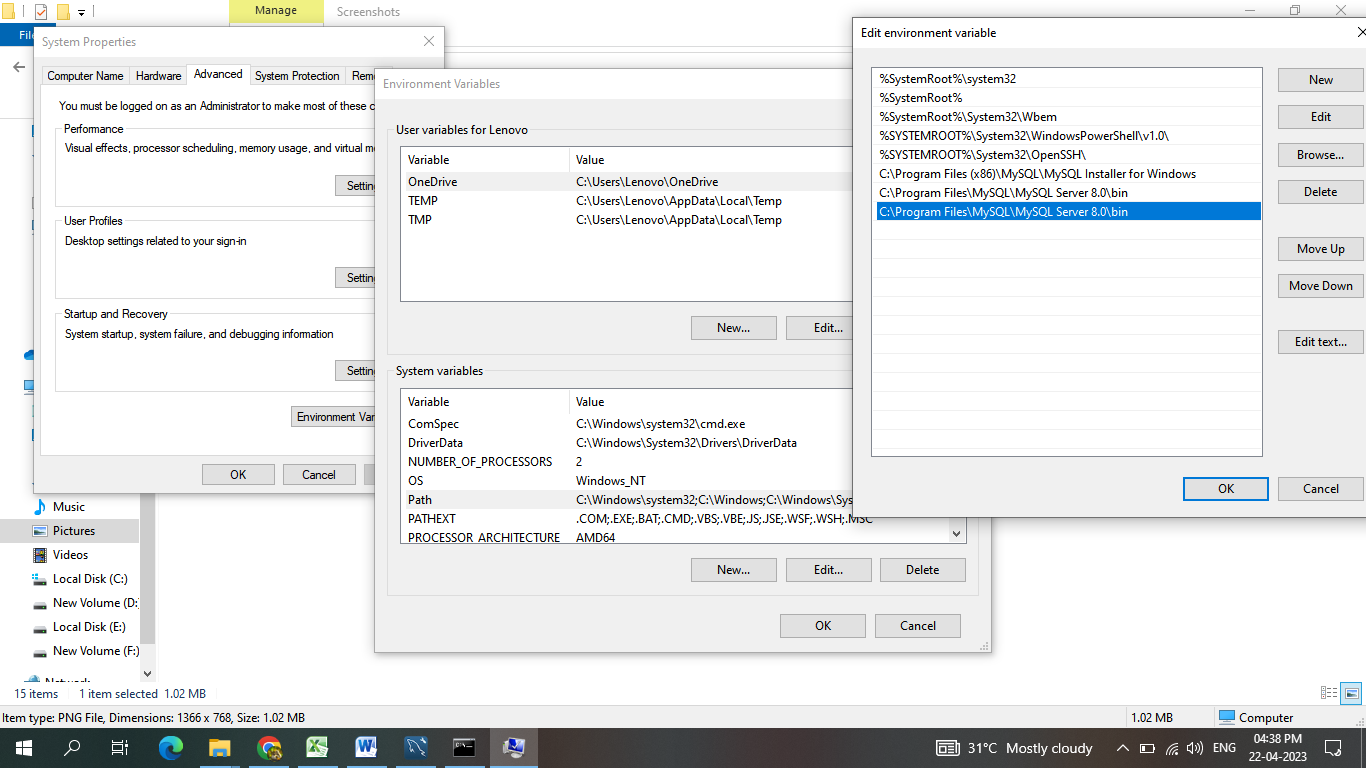 Manage
Screenshots
File
System Properties
Computer Name
Hardware
Advanced
System Protection
You must be logged on as an Administrator to make most of these c
Performance
Visual effects, processor scheduling, memory usage, and virtual
User Profiles
Desktop settings related to your sign-in
Startup and Recovery
System startup, system failure, and debugging information
Environment Var
OK
Cancel
Environment Variables
User variables for Lenovo
Variable Value
OneDrive C:\Users\Lenovo\OneDrive
TEMP C:\Users\Lenovo\AppData\Local\Temp
TMP C:\Users\Lenovo\AppData\Local\Temp
New...
Edit...
System variables
Variable Value
ComSpec C:\Windows\system32\cmd.exe
DriverData C:\Windows\System32\Drivers\DriverData
NUMBER_OF_PROCESSORS 2
OS Windows_NT
Path C:\Windows\system32;C:\Windows;C:\Windows\Sys
PATHEXT .COM;.EXE;.BAT;.CMD;.VBS;.VBE;.JS;.JSE;.WSF;.WSH;.MSC
PROCESSOR_ARCHITECTURE AMD64
New...
Edit...
Delete
OK
Cancel
Edit environment variable
%SystemRoot%\system32
%SystemRoot%
%SystemRoot%\System32\Wbem
%SYSTEMROOT%\System32\WindowsPowerShell\v1.0\
%SYSTEMROOT%\System32\OpenSSH\
C:\Program Files (x86)\MySQL\MySQL Installer for Windows
C:\Program Files\MySQL\MySQL Server 8.0\bin
C:\Program Files\MySQL\MySQL Server 8.0\bin
New
Edit
Browse...
Delete
Move Up
Move Down
Edit text...
OK
Cancel
Music
Pictures
Videos
Local Disk (C:)
New Volume (D:)
Local Disk (E:)
New Volume (F:)
Network
15 items 1 item selected 1.02 MB
Item type: PNG File, Dimensions: 1366 x 768, Size: 1.02 MB
1.02 MB
Computer
31°C Mostly cloudy
ENG
04:38 PM
22-04-2023